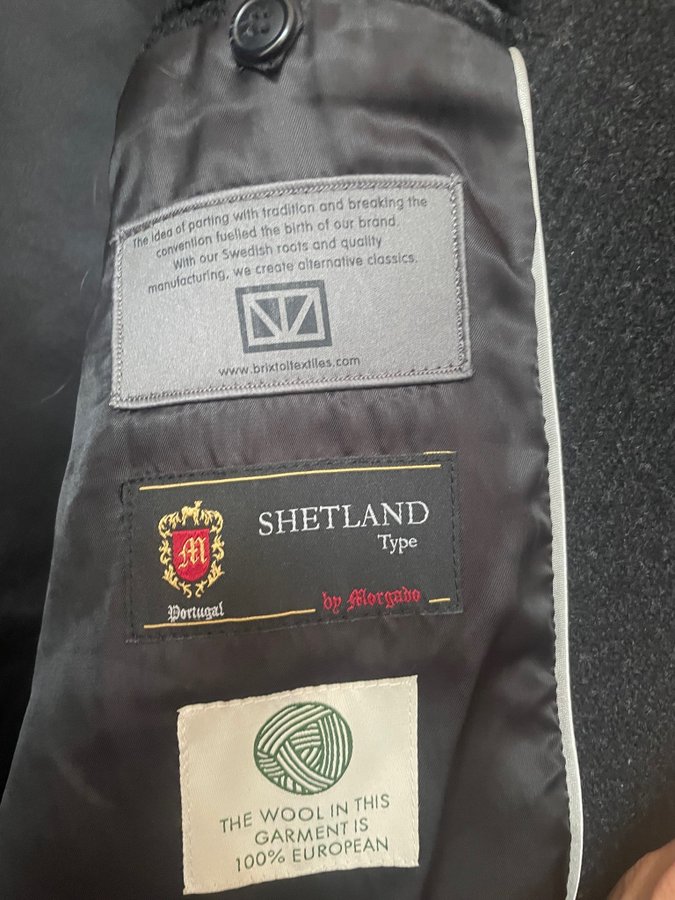 The idea of parting with tradition and breaking the
convention fuelled the birth of our brand.
With our Swedish roots and quality
manufacturing, we create alternative classics.
www.brixtoltextiles.com
SHETLAND
Type
M
Portugal
by Morgado
THE WOOL IN THIS
GARMENT IS
100% EUROPEAN